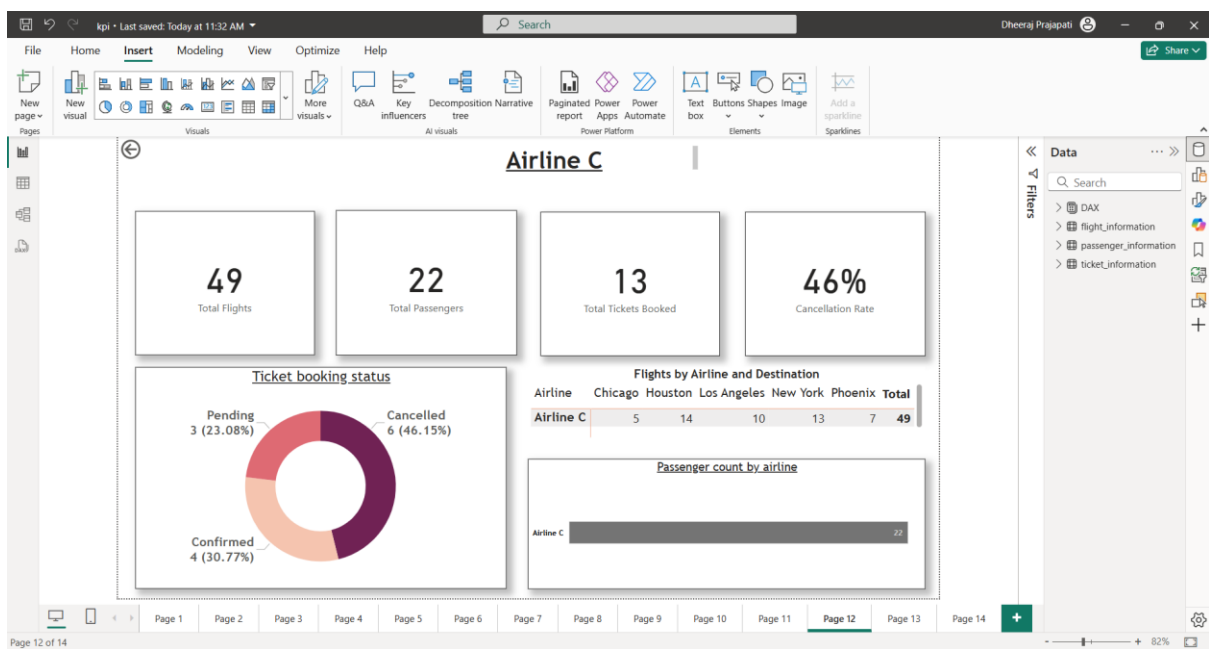 kpi • Last saved: Today at 11:32 AM
Search
Dheeraj Prajapati
File Home Insert Modeling View Optimize Help
Share
New page
New visual
More visuals
Q&A
Key influencers
Decomposition tree
Narrative
Paginated report
Power Apps
Power Automate
Text box
Buttons
Shapes
Image
Add a sparkline
Pages
Visuals
AI visuals
Power Platform
Elements
Sparklines
Airline C
49
Total Flights
22
Total Passengers
13
Total Tickets Booked
46%
Cancellation Rate
Ticket booking status
Pending
3 (23.08%)
Cancelled
6 (46.15%)
Confirmed
4 (30.77%)
Flights by Airline and Destination
Airline Chicago Houston Los Angeles New York Phoenix Total
Airline C 5 14 10 13 7 49
Passenger count by airline
Airline C 22
Filters
Data
Search
DAX
flight_information
passenger_information
ticket_information
Page 1 Page 2 Page 3 Page 4 Page 5 Page 6 Page 7 Page 8 Page 9 Page 10 Page 11 Page 12 Page 13 Page 14
Page 12 of 14
82%